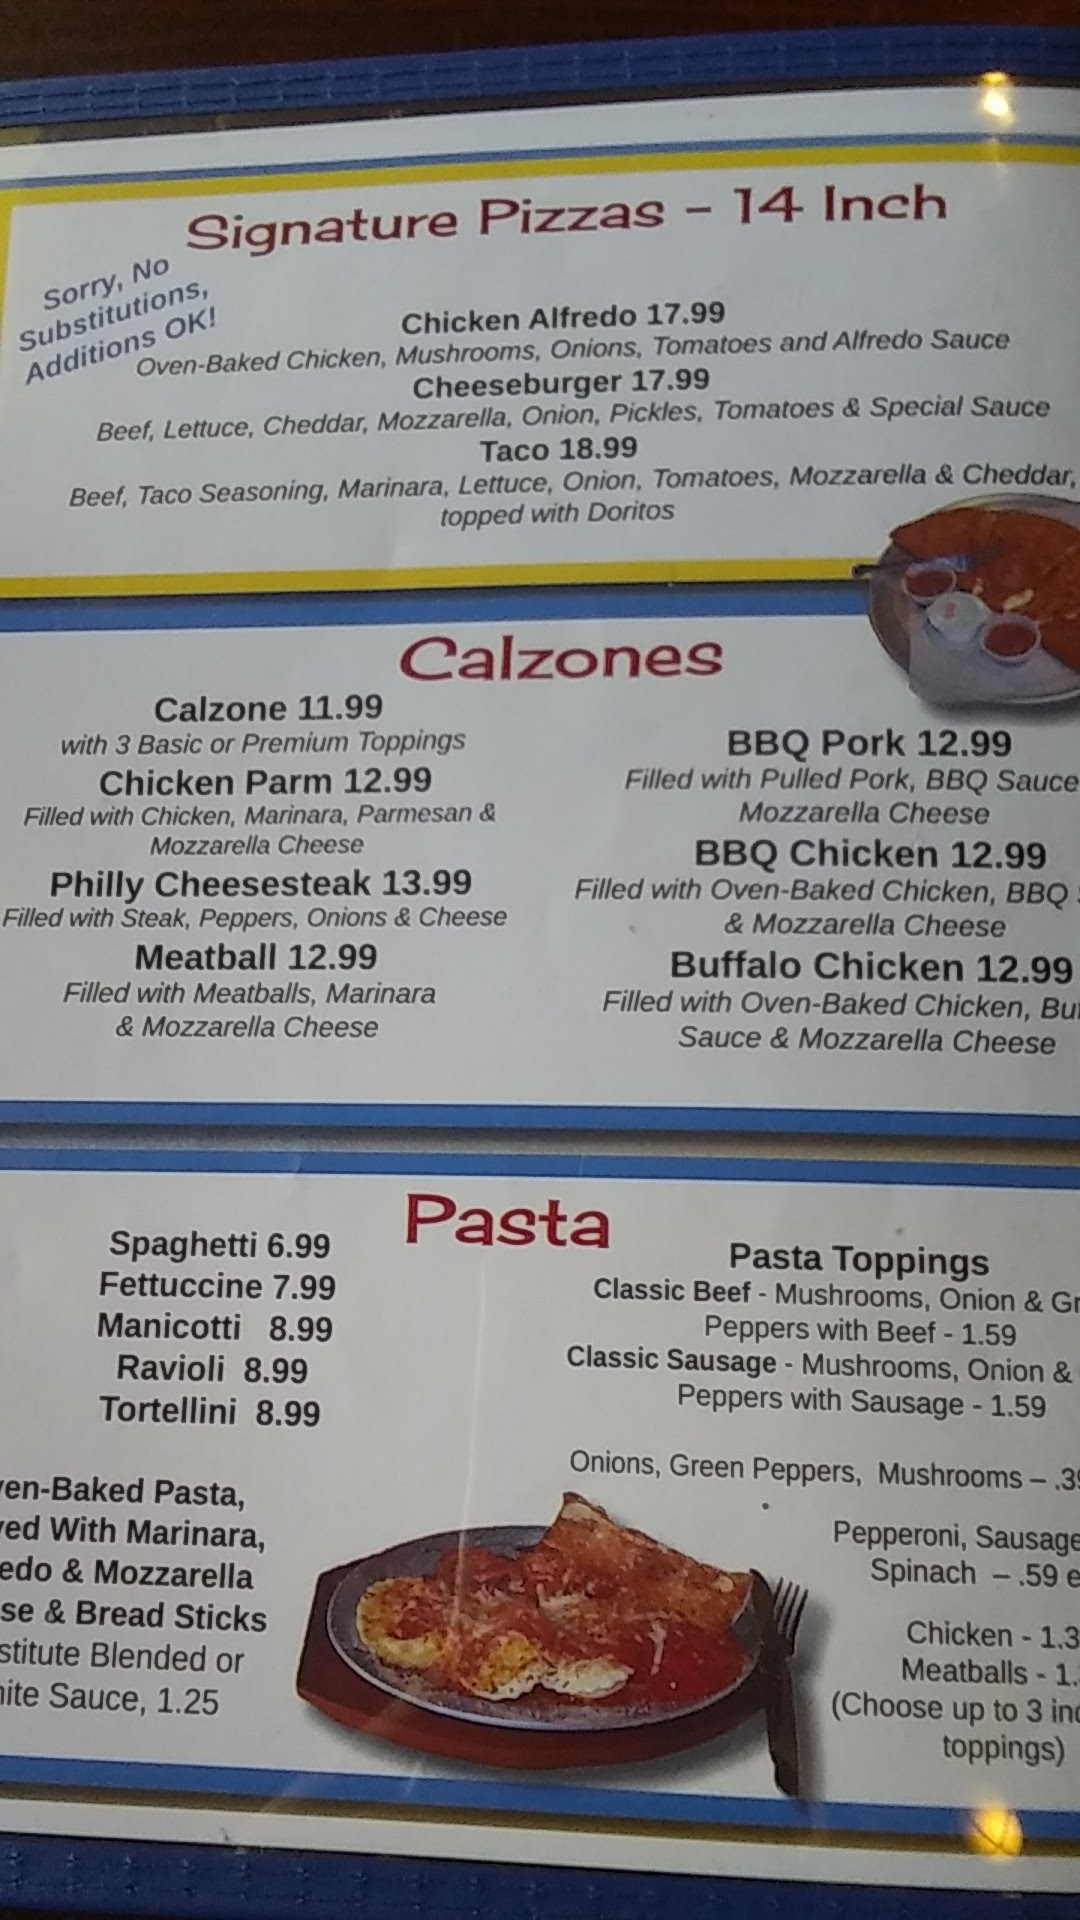 Signature Pizzas - 14 Inch
Sorry, No
Substitutions,
Additions OK!
Chicken Alfredo 17.99
Oven-Baked Chicken, Mushrooms, Onions, Tomatoes and Alfredo Sauce
Cheeseburger 17.99
Beef, Lettuce, Cheddar, Mozzarella, Onion, Pickles, Tomatoes & Special Sauce
Taco 18.99
Beef, Taco Seasoning, Marinara, Lettuce, Onion, Tomatoes, Mozzarella & Cheddar,
topped with Doritos
Calzones
Calzone 11.99
with 3 Basic or Premium Toppings
Chicken Parm 12.99
Filled with Chicken, Marinara, Parmesan &
Mozzarella Cheese
Philly Cheesesteak 13.99
Filled with Steak, Peppers, Onions & Cheese
Meatball 12.99
Filled with Meatballs, Marinara
& Mozzarella Cheese
BBQ Pork 12.99
Filled with Pulled Pork, BBQ Sauce
Mozzarella Cheese
BBQ Chicken 12.99
Filled with Oven-Baked Chicken, BBQ
& Mozzarella Cheese
Buffalo Chicken 12.99
Filled with Oven-Baked Chicken,
Sauce & Mozzarella Cheese
Pasta
Spaghetti 6.99
Fettuccine 7.99
Manicotti 8.99
Ravioli 8.99
Tortellini 8.99
Baked Pasta,
With Marinara,
& Mozzarella
& Bread Sticks
Blended or
Sauce, 1.25
Pasta Toppings
Classic Beef - Mushrooms, Onion &
Peppers with Beef - 1.59
Classic Sausage - Mushrooms, Onion &
Peppers with Sausage - 1.59
Onions, Green Peppers, Mushrooms –
Pepperoni, Sausage
Spinach – .59
Chicken -
Meatballs -
(Choose up to 3
toppings)